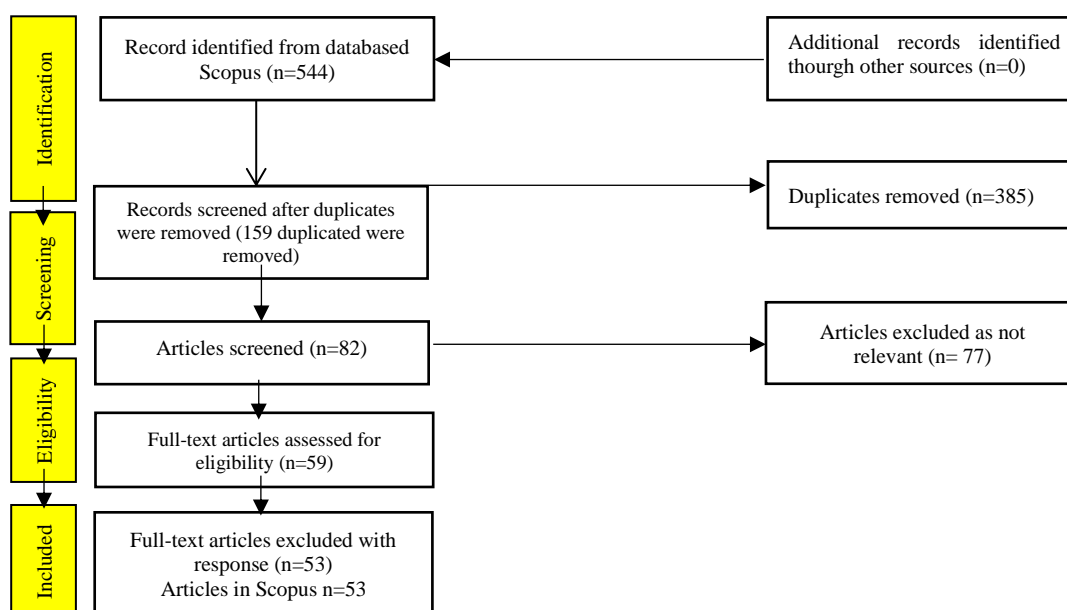 Identification
Record identified from databased
Scopus (n=544)
Additional records identified
thourgh other sources (n=0)
Screening
Records screened after duplicates
were removed (159 duplicated were
removed)
Duplicates removed (n=385)
Articles screened (n=82)
Articles excluded as not
relevant (n= 77)
Eligibility
Full-text articles assessed for
eligibility (n=59)
Included
Full-text articles excluded with
response (n=53)
Articles in Scopus n=53